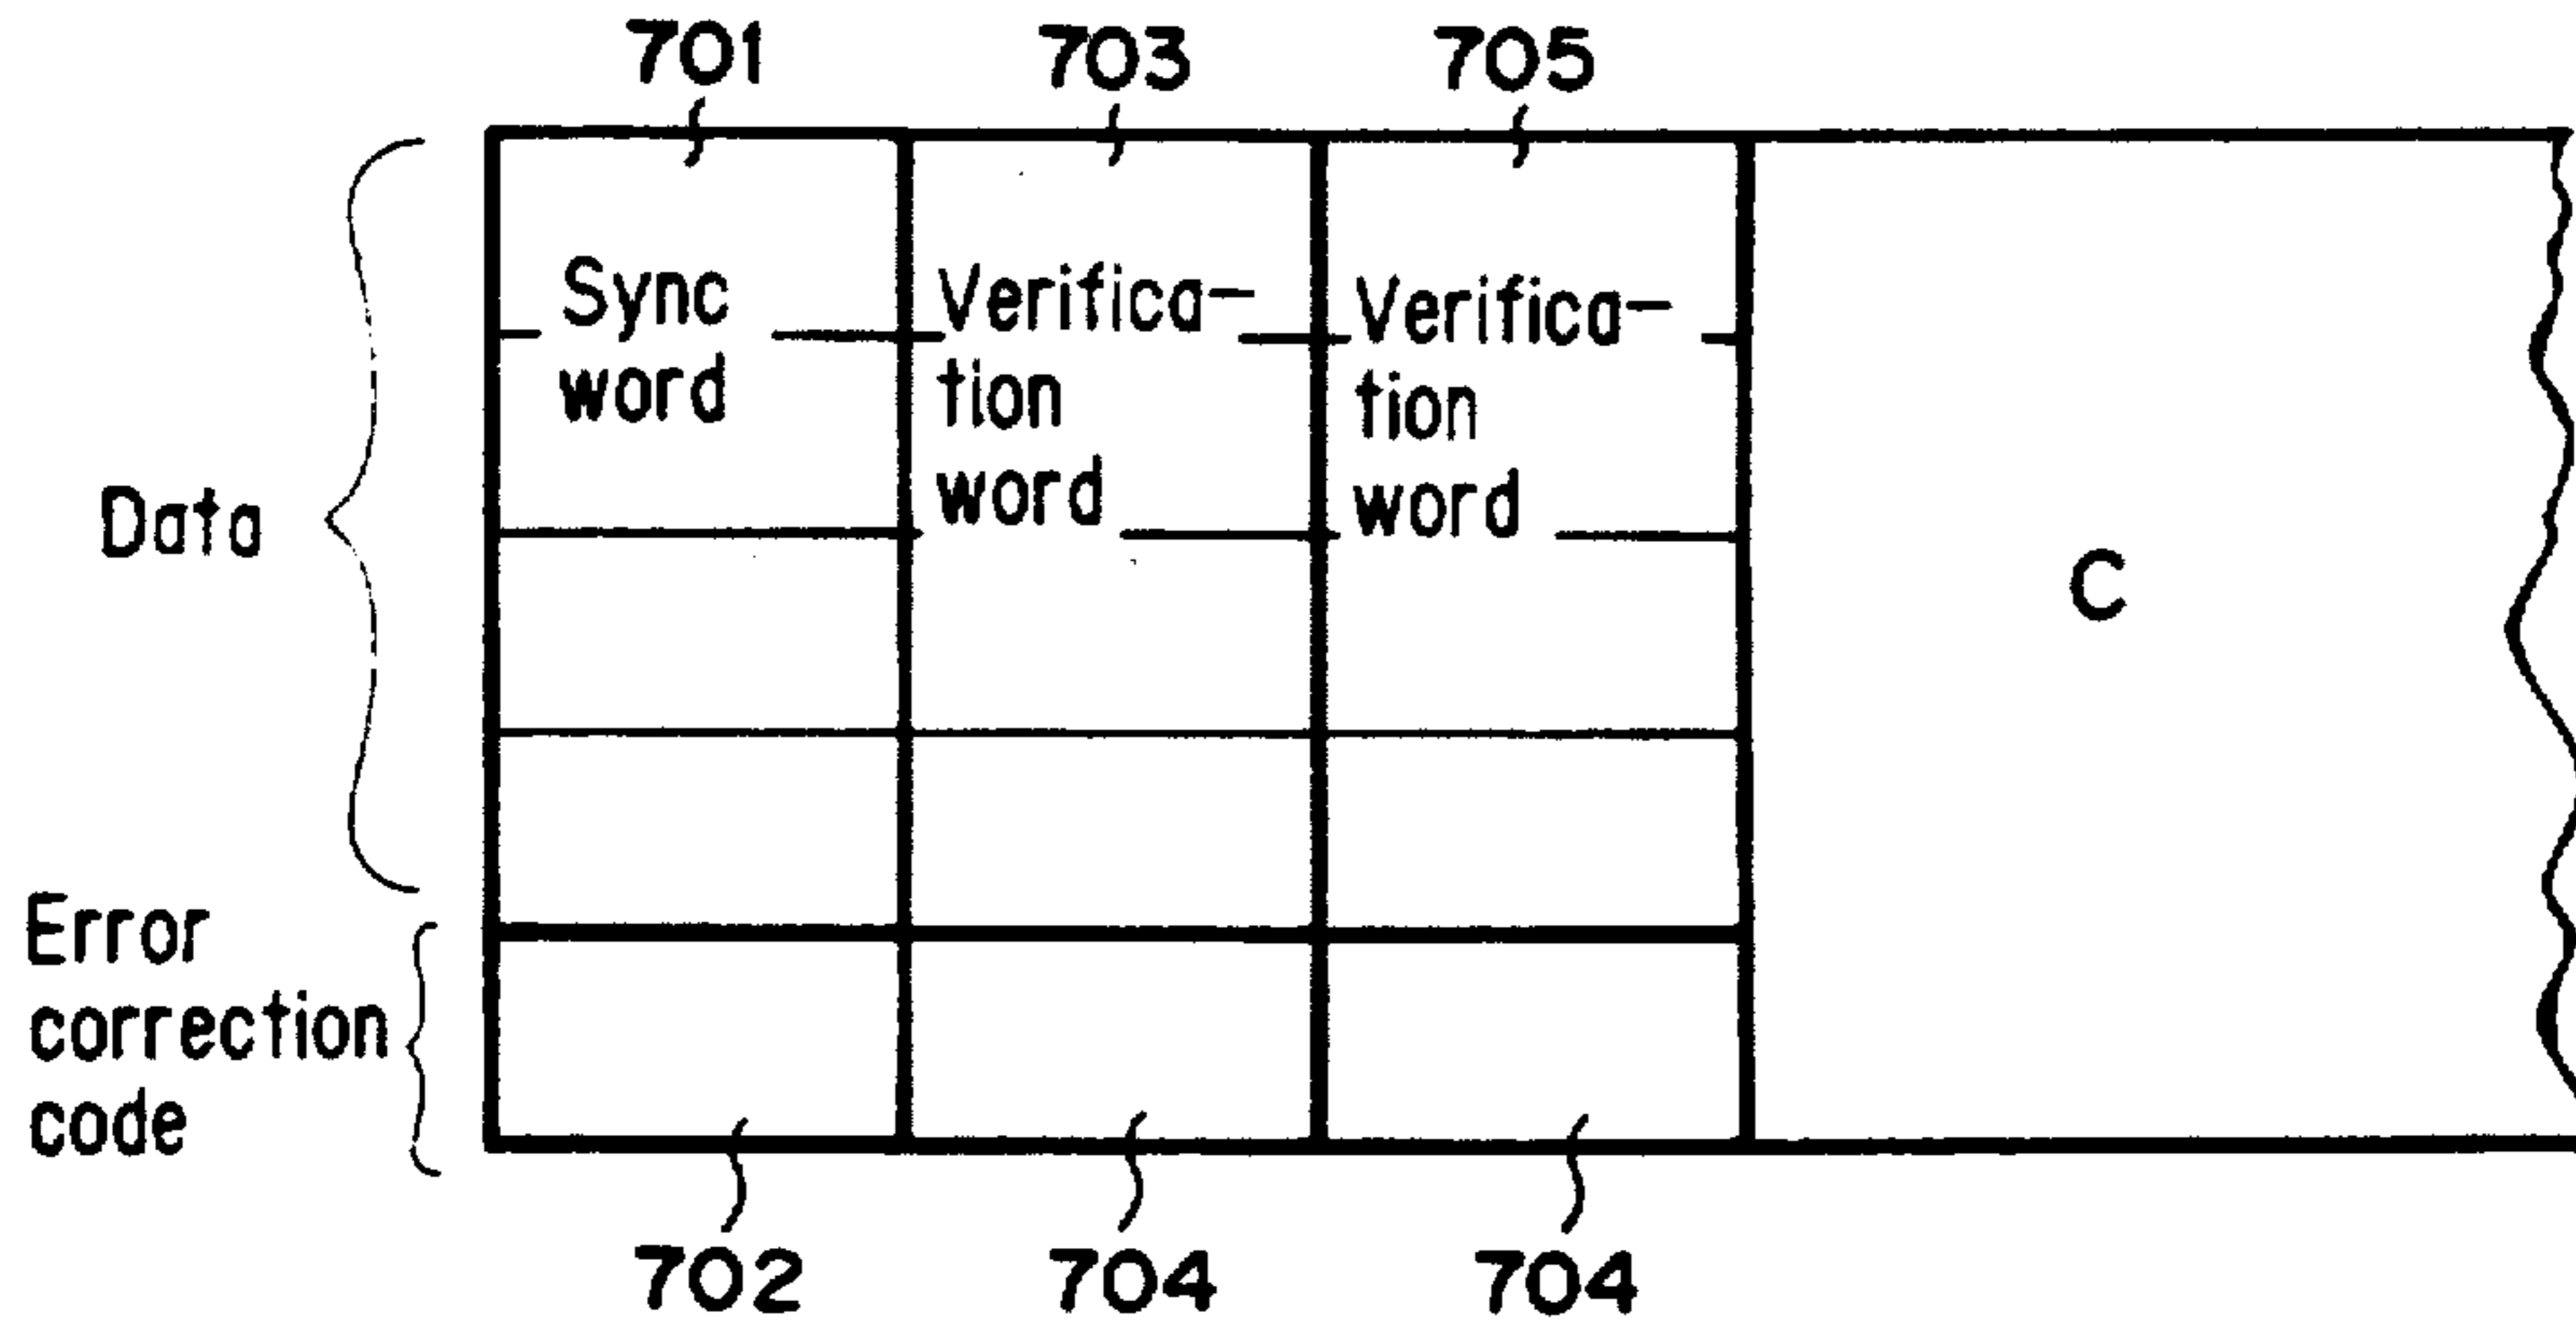 701 703 705
Sync
word
Verifica-
tion
word
Verifica-
tion
word
Data
C
Error
correction
code
702 704 704